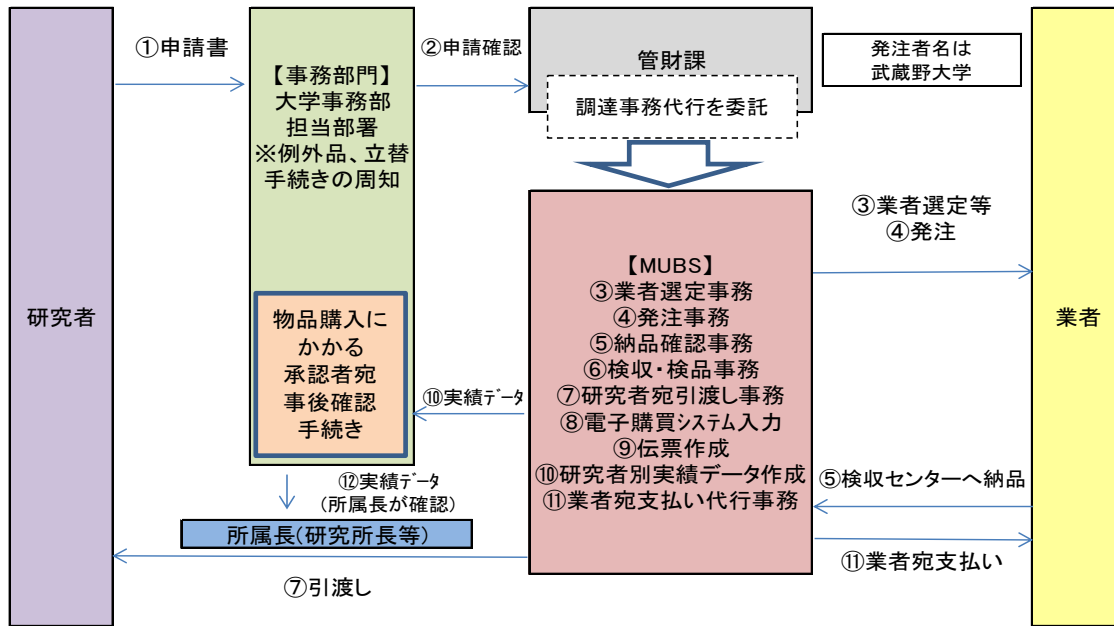 研究者
①申請書
【事務部門】
大学事務部
担当部署
※例外品、立替
手続きの周知
物品購入に
かかる
承認者宛
事後確認
手続き
②申請確認
管財課
調達事務代行を委託
発注者名は
武蔵野大学
【MUBS】
③業者選定事務
④発注事務
⑤納品確認事務
⑥検収・検品事務
⑦研究者宛引渡し事務
⑧電子購買システム入力
⑨伝票作成
⑩研究者別実績データ作成
⑪業者宛支払い代行事務
③業者選定等
④発注
業者
⑩実績データ
⑤検収センターへ納品
⑫実績データ
(所属長が確認)
所属長(研究所長等)
⑦引渡し
⑪業者宛支払い